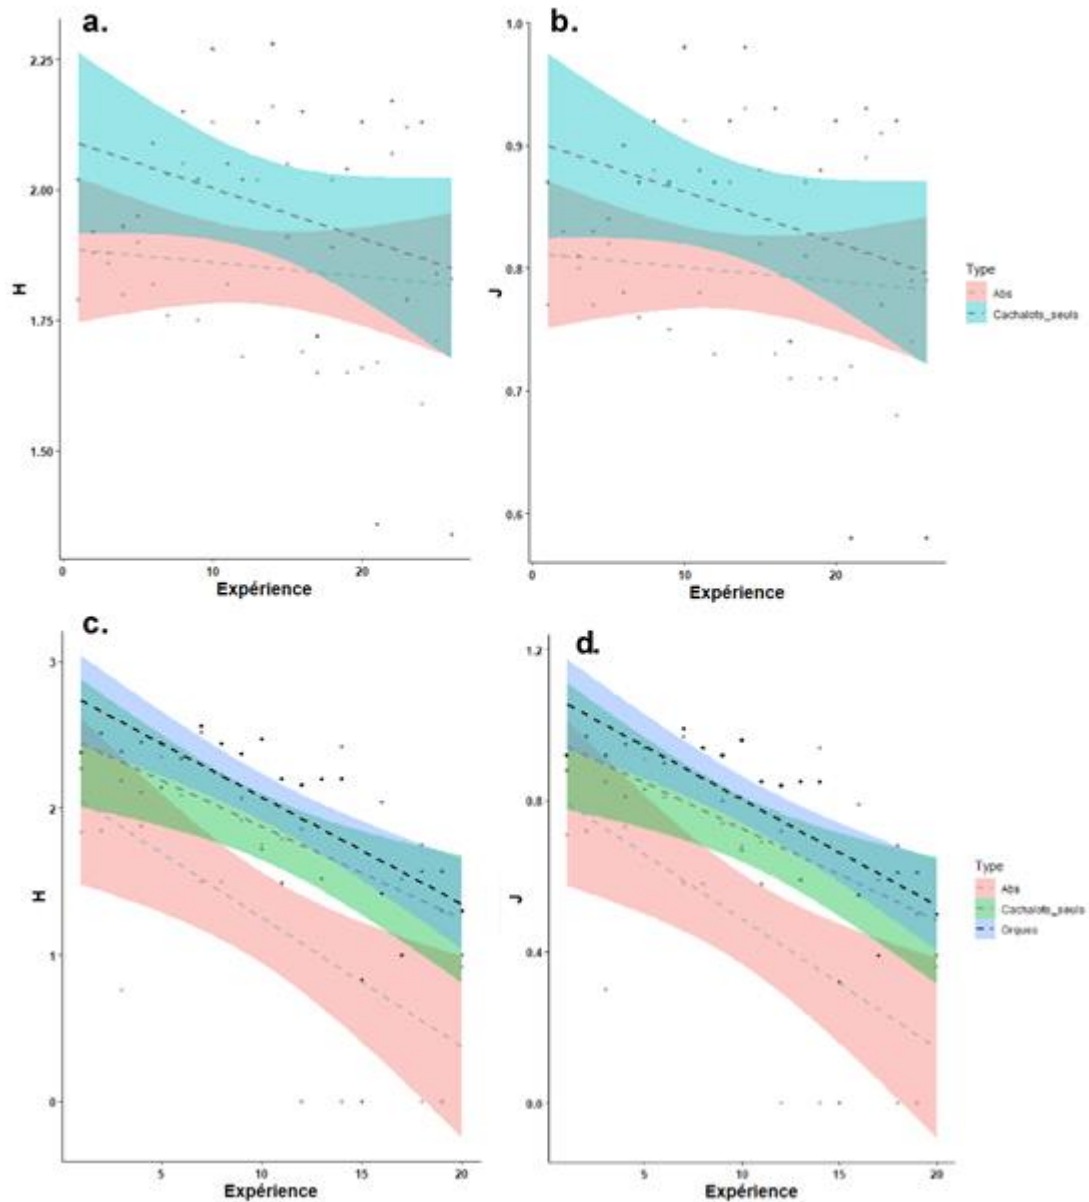 a.
2.25
2.00
1.75
1.50
H
0
10
20
Expérience
b.
1.0
0.9
0.8
0.7
0.6
J
0
10
20
Expérience
Type
Abs
Cachalots_seuls
c.
3
2
1
0
H
5
10
15
20
Expérience
d.
1.2
0.8
0.4
0.0
J
5
10
15
20
Expérience
Type
Abs
Cachalots_seuls
Orques